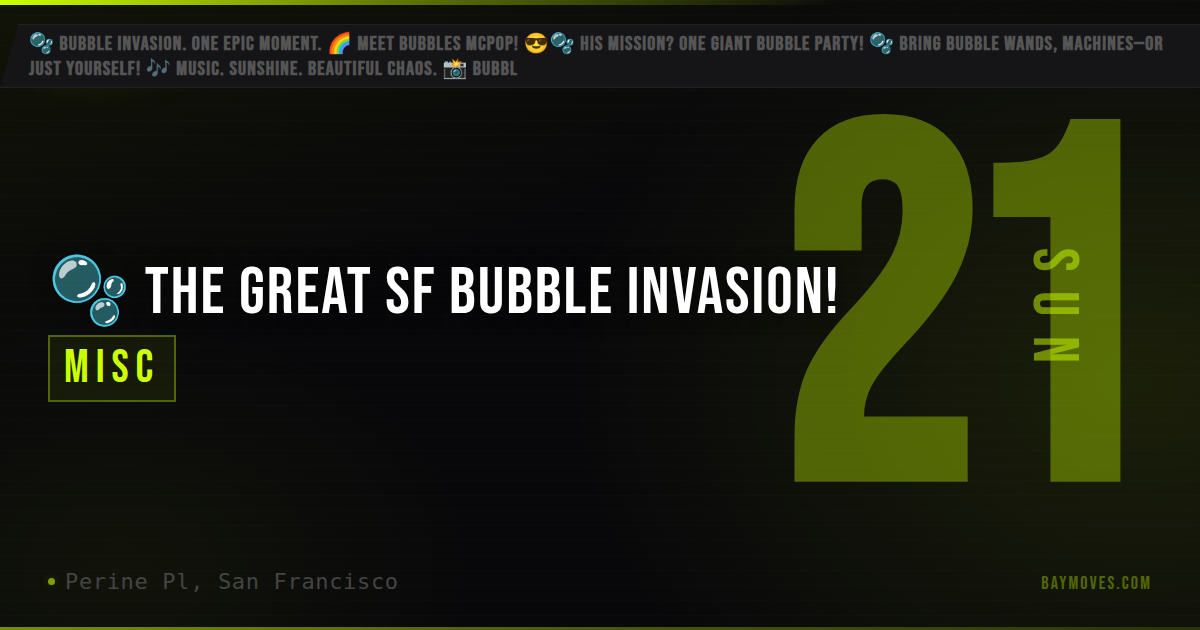 🫧 BUBBLE INVASION. ONE EPIC MOMENT. 🌈 MEET BUBBLES MCPOP! 😎🫧 HIS MISSION? ONE GIANT BUBBLE PARTY! 🫧 BRING BUBBLE WANDS, MACHINES—OR
JUST YOURSELF! 🎶 MUSIC. SUNSHINE. BEAUTIFUL CHAOS. 📸 BUBBL
21
SUN
🫧 THE GREAT SF BUBBLE INVASION!
MISC
Perine Pl, San Francisco
BAYMOVES.COM